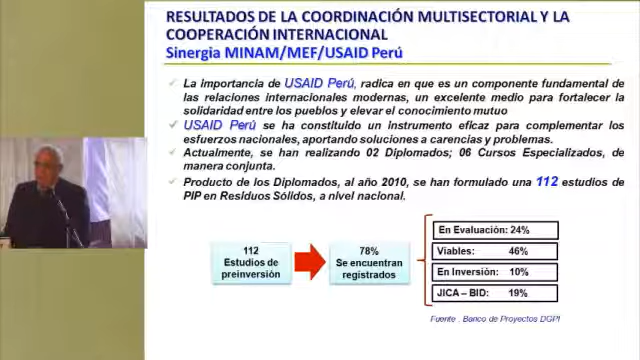 RESULTADOS DE LA COORDINACIÓN MULTISECTORIAL Y LA
COOPERACIÓN INTERNACIONAL
Sinergia MINAM/MEF/USAID Perú
La importancia de USAID Perú, radica en que es un componente fundamental de
las relaciones internacionales modernas, un excelente medio para fortalecer la
solidaridad entre los pueblos y elevar el conocimiento mutuo
USAID Perú se ha constituido un instrumento eficaz para complementar los
esfuerzos nacionales, aportando soluciones a carencias y problemas.
Actualmente, se han realizando 02 Diplomados; 06 Cursos Especializados, de
manera conjunta.
Producto de los Diplomados, al año 2010, se han formulado una 112 estudios de
PIP en Residuos Sólidos, a nivel nacional.
112
Estudios de
preinversión
78%
Se encuentran
registrados
En Evaluación: 24%
Viables: 46%
En Inversión: 10%
JICA – BID: 19%
Fuente : Banco de Proyectos DGPI